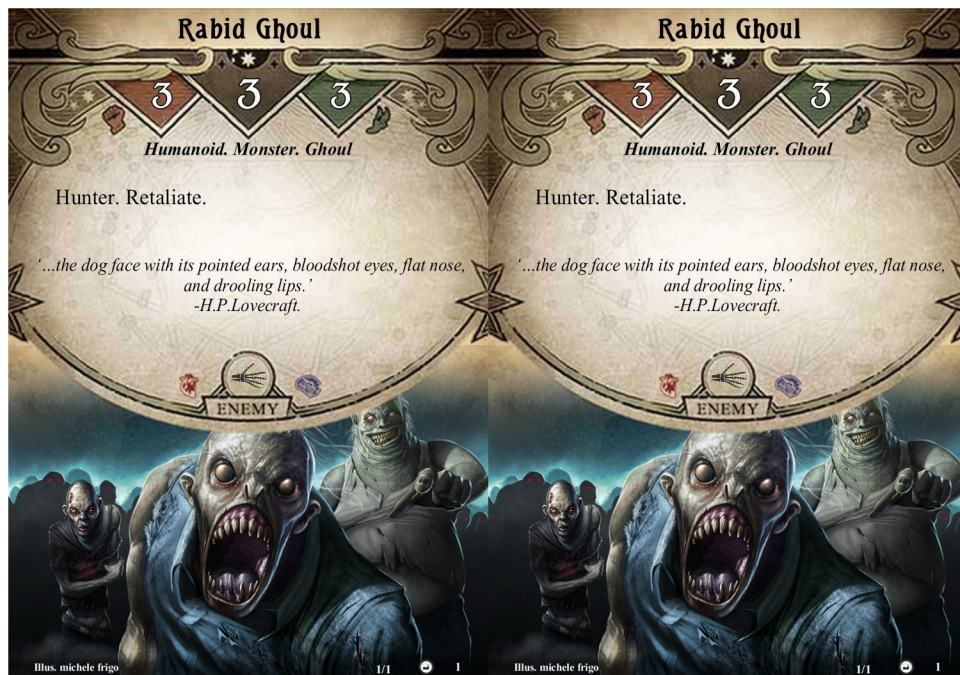 Rabid Ghoul
3 3 3
Humanoid. Monster. Ghoul
Hunter. Retaliate.
‘...the dog face with its pointed ears, bloodshot eyes, flat nose,
and drooling lips.’
-H.P.Lovecraft.
ENEMY
Illus. michele frigo 1/1 1
Rabid Ghoul
3 3 3
Humanoid. Monster. Ghoul
Hunter. Retaliate.
‘...the dog face with its pointed ears, bloodshot eyes, flat nose,
and drooling lips.’
-H.P.Lovecraft.
ENEMY
Illus. michele frigo 1/1 1